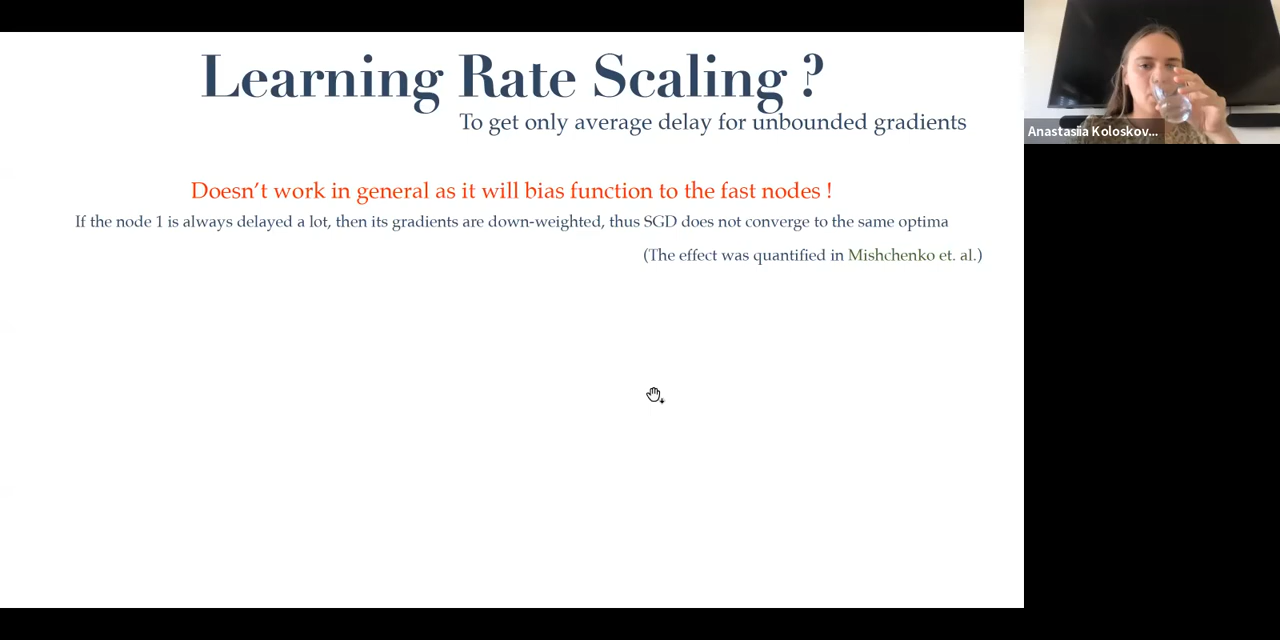 Learning Rate Scaling ?
To get only average delay for unbounded gradients
Doesn't work in general as it will bias function to the fast nodes !
If the node 1 is always delayed a lot, then its gradients are down-weighted, thus SGD does not converge to the same optima
(The effect was quantified in Mishchenko et. al.)
Anastasiia Koloskov...